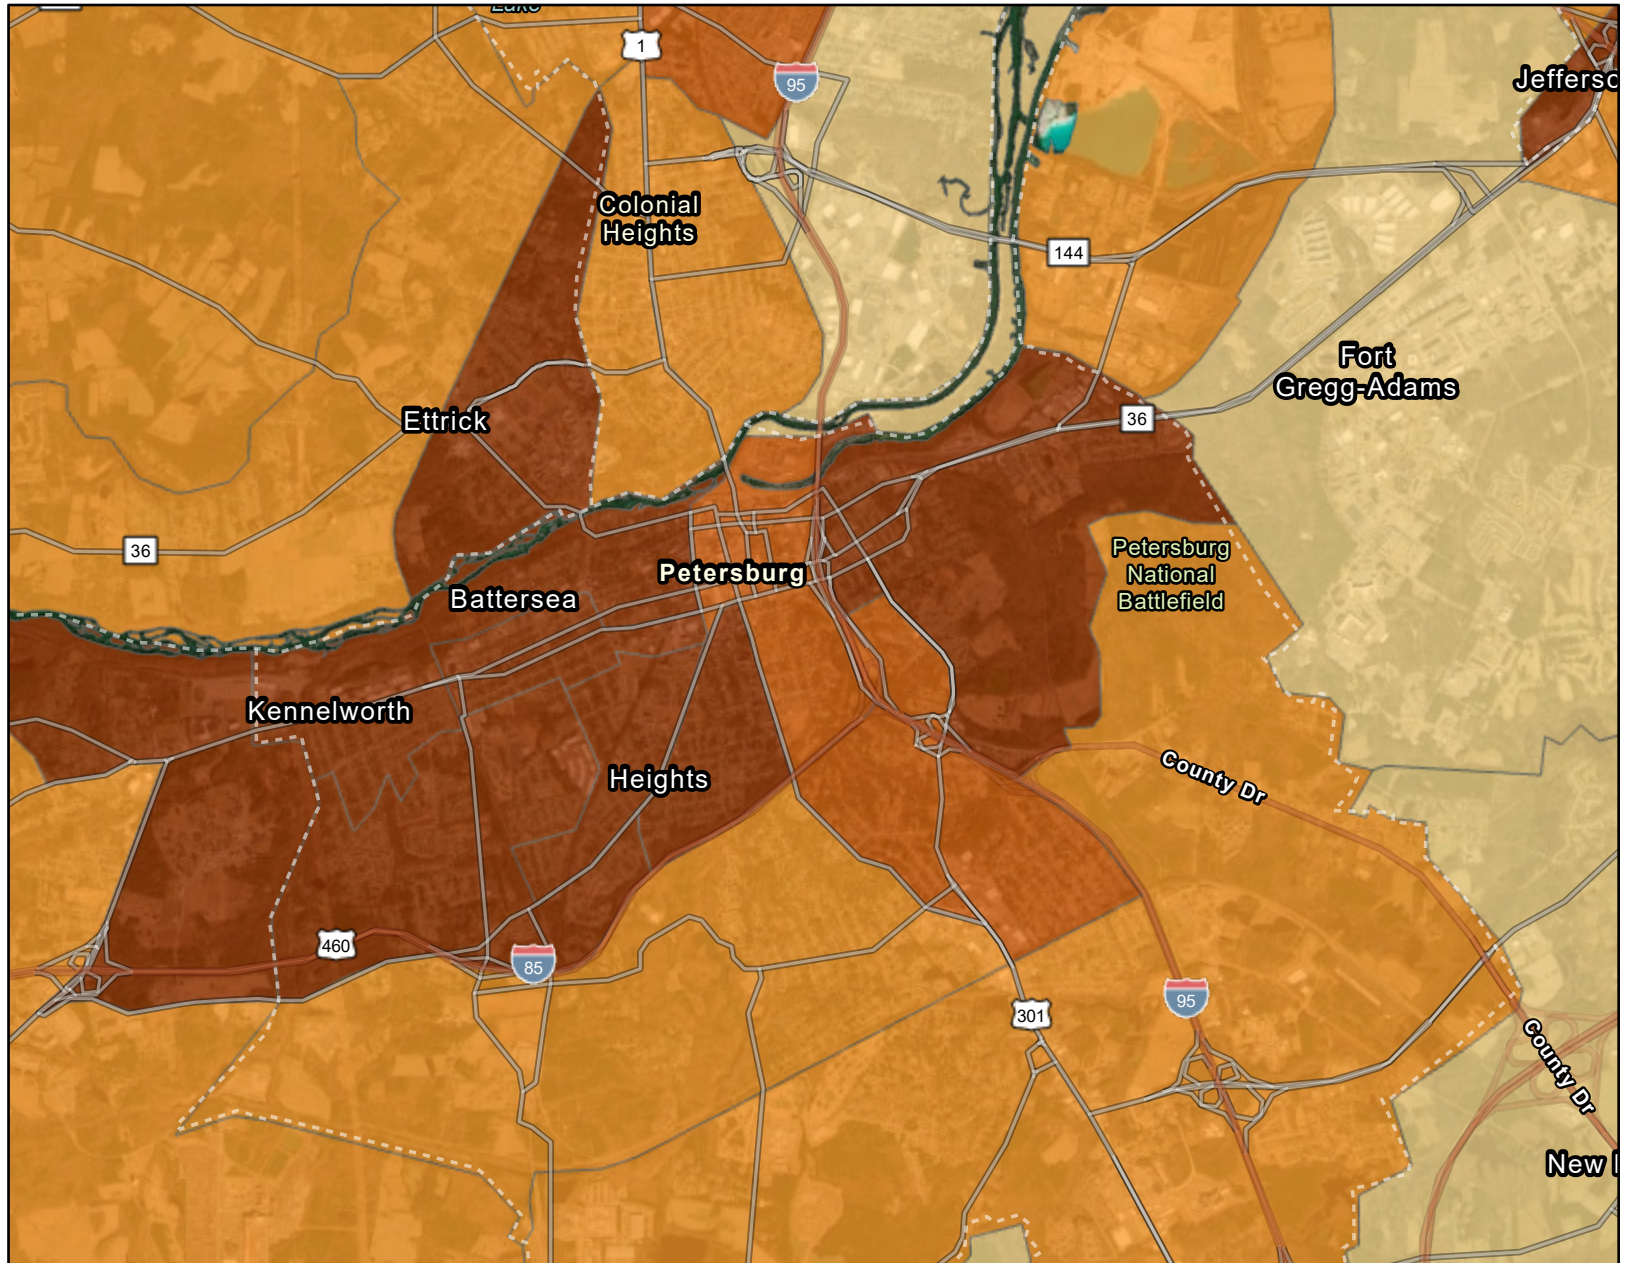 Lake
1
95
Jefferso
Colonial
Heights
144
Fort
Gregg-Adams
Ettrick
36
36
Petersburg
National
Battlefield
Petersburg
Battersea
Kennelworth
Heights
County Dr
460
85
95
301
County Dr
New